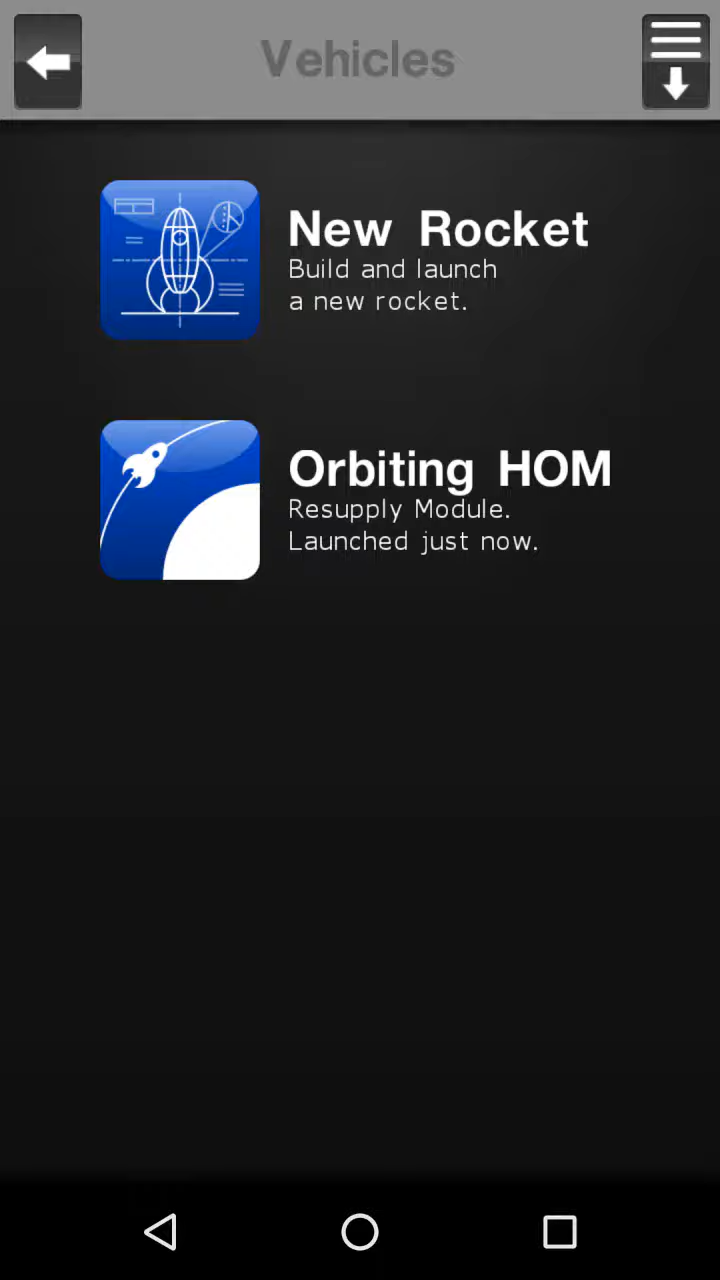 Vehicles
New Rocket
Build and launch
a new rocket.
Orbiting HOM
Resupply Module.
Launched just now.